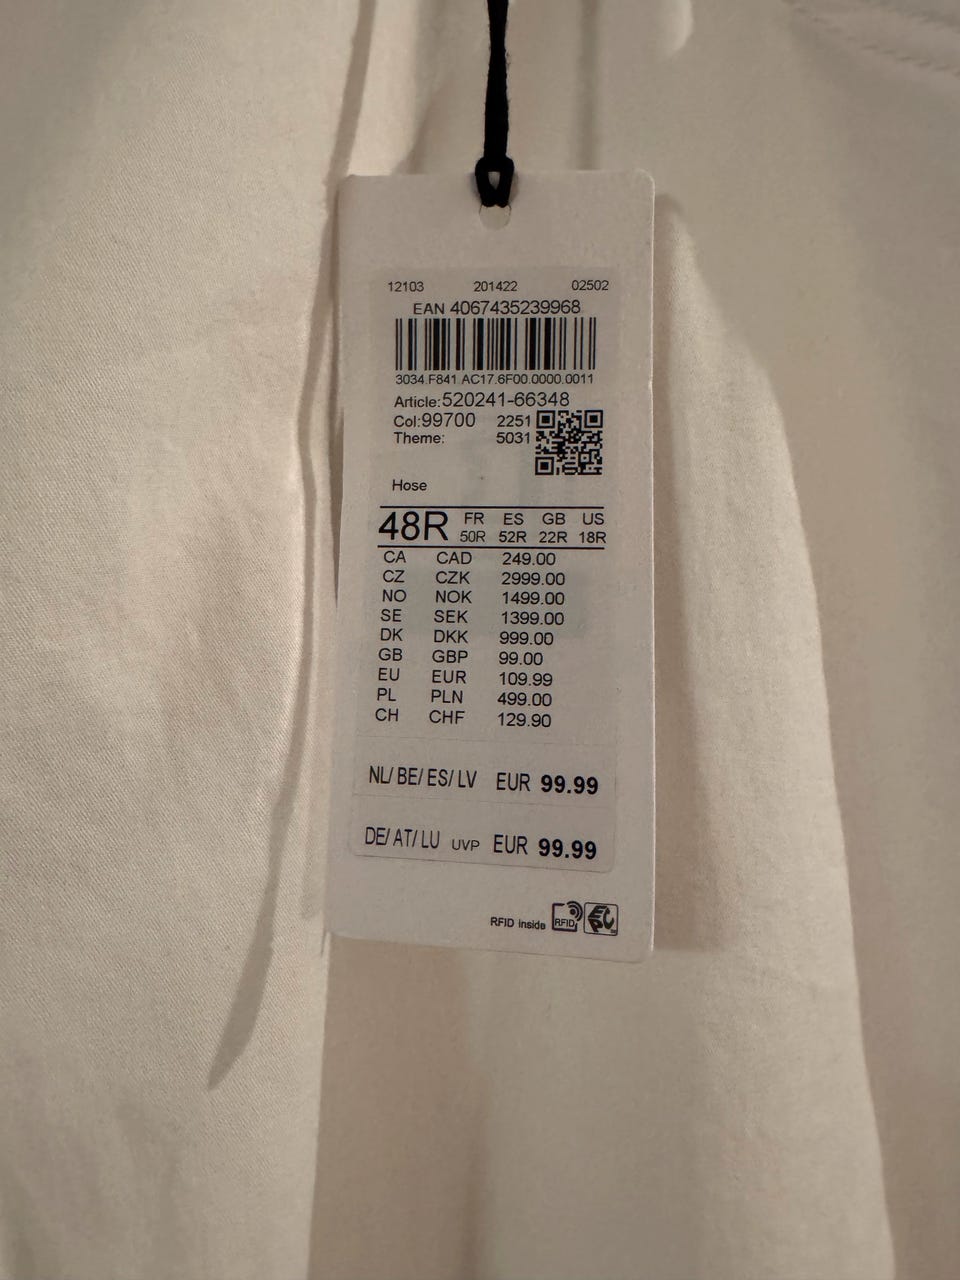 12103 201422 02502
EAN 4067435239968
3034.F841.AC17.6F00.0000.0011
Article:520241-66348
Col:99700 2251
Theme: 5031
Hose
48R FR ES GB US
50R 52R 22R 18R
CA CAD 249.00
CZ CZK 2999.00
NO NOK 1499.00
SE SEK 1399.00
DK DKK 999.00
GB GBP 99.00
EU EUR 109.99
PL PLN 499.00
CH CHF 129.90
NL/ BE/ ES/ LV EUR 99.99
DE/ AT/ LU UVP EUR 99.99
RFID inside RFID EPC